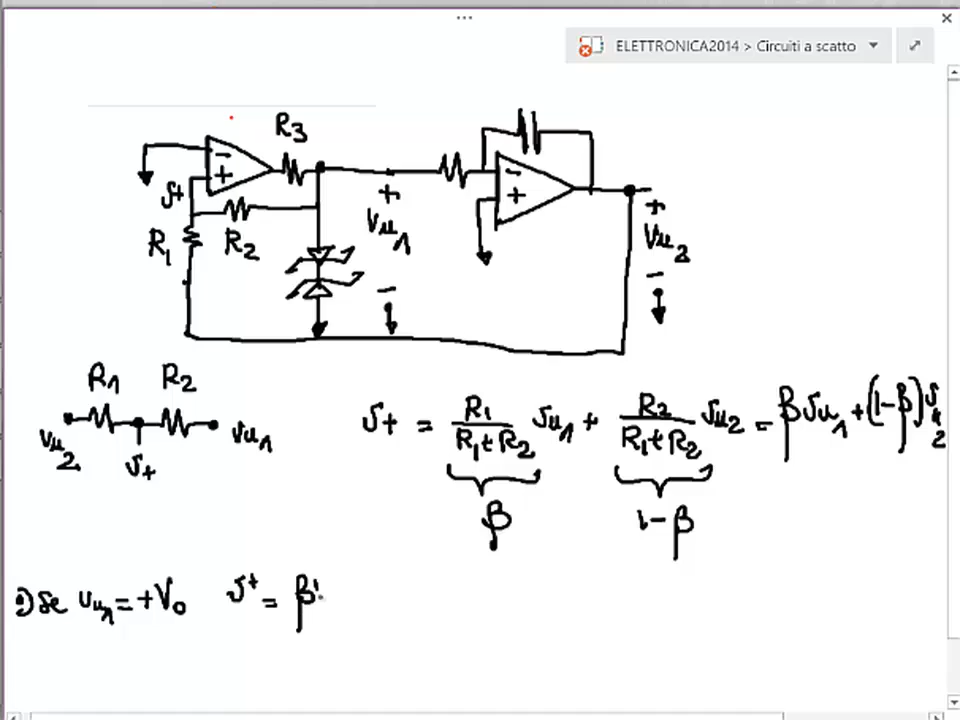 ELETTRONICA2014 > Circuiti a scatto
R3
- +
- +
v+
R1
R2
+
Vu1
-
+
Vu2
-
R1 R2
Vu2 v+ vu1
v+ = R1/(R1+R2) vu1 + R2/(R1+R2) vu2 = β vu1 + (1-β) vu2
β 1-β
1) Se vu1 = +Vo v+ = β